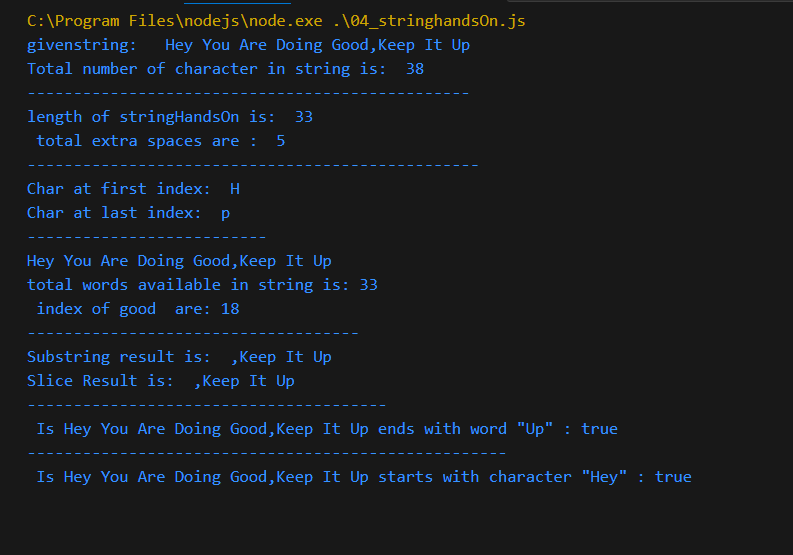 C:\Program Files\nodejs\node.exe .\04_stringhandsOn.js
givenstring:   Hey You Are Doing Good,Keep It Up
Total number of character in string is:  38
------------------------------------------------
length of stringHandsOn is:  33
 total extra spaces are :  5
-------------------------------------------------
Char at first index:  H
Char at last index:  p
--------------------------
Hey You Are Doing Good,Keep It Up
total words available in string is: 33
 index of good  are: 18
------------------------------------
Substring result is:  ,Keep It Up
Slice Result is:  ,Keep It Up
---------------------------------------
 Is Hey You Are Doing Good,Keep It Up ends with word "Up" : true
----------------------------------------------------
 Is Hey You Are Doing Good,Keep It Up starts with character "Hey" : true